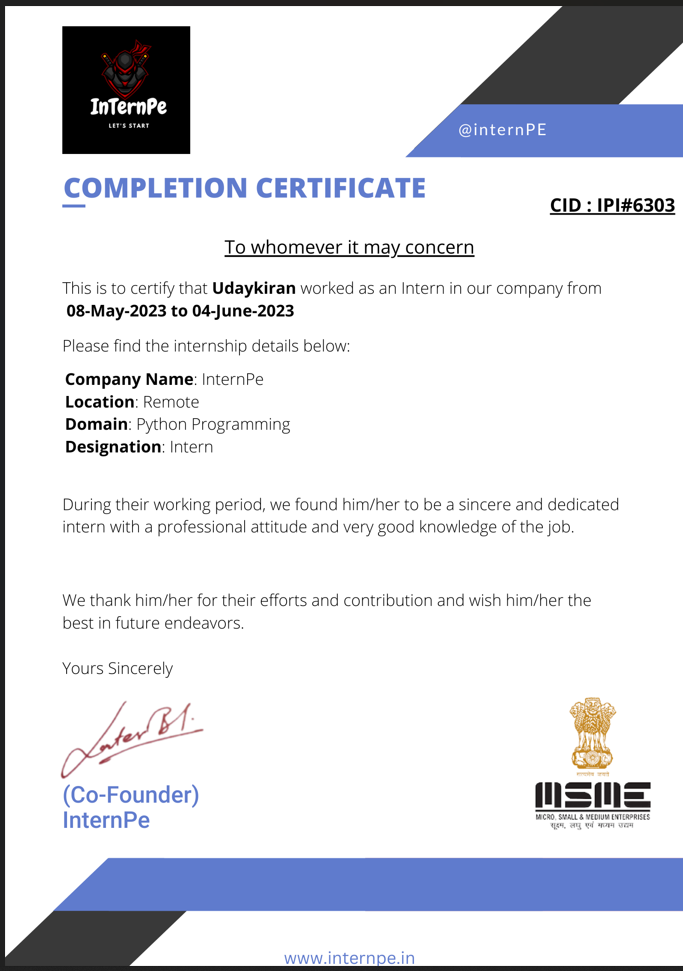 InTernPe
LET'S START
@internPE
COMPLETION CERTIFICATE
CID : IPI#6303
To whomever it may concern
This is to certify that Udaykiran worked as an Intern in our company from
08-May-2023 to 04-June-2023
Please find the internship details below:
Company Name: InternPe
Location: Remote
Domain: Python Programming
Designation: Intern
During their working period, we found him/her to be a sincere and dedicated
intern with a professional attitude and very good knowledge of the job.
We thank him/her for their efforts and contribution and wish him/her the
best in future endeavors.
Yours Sincerely
(Co-Founder)
InternPe
सत्यमेव जयते
MSME
MICRO, SMALL & MEDIUM ENTERPRISES
सूक्ष्म, लघु एवं मध्यम उद्यम
www.internpe.in